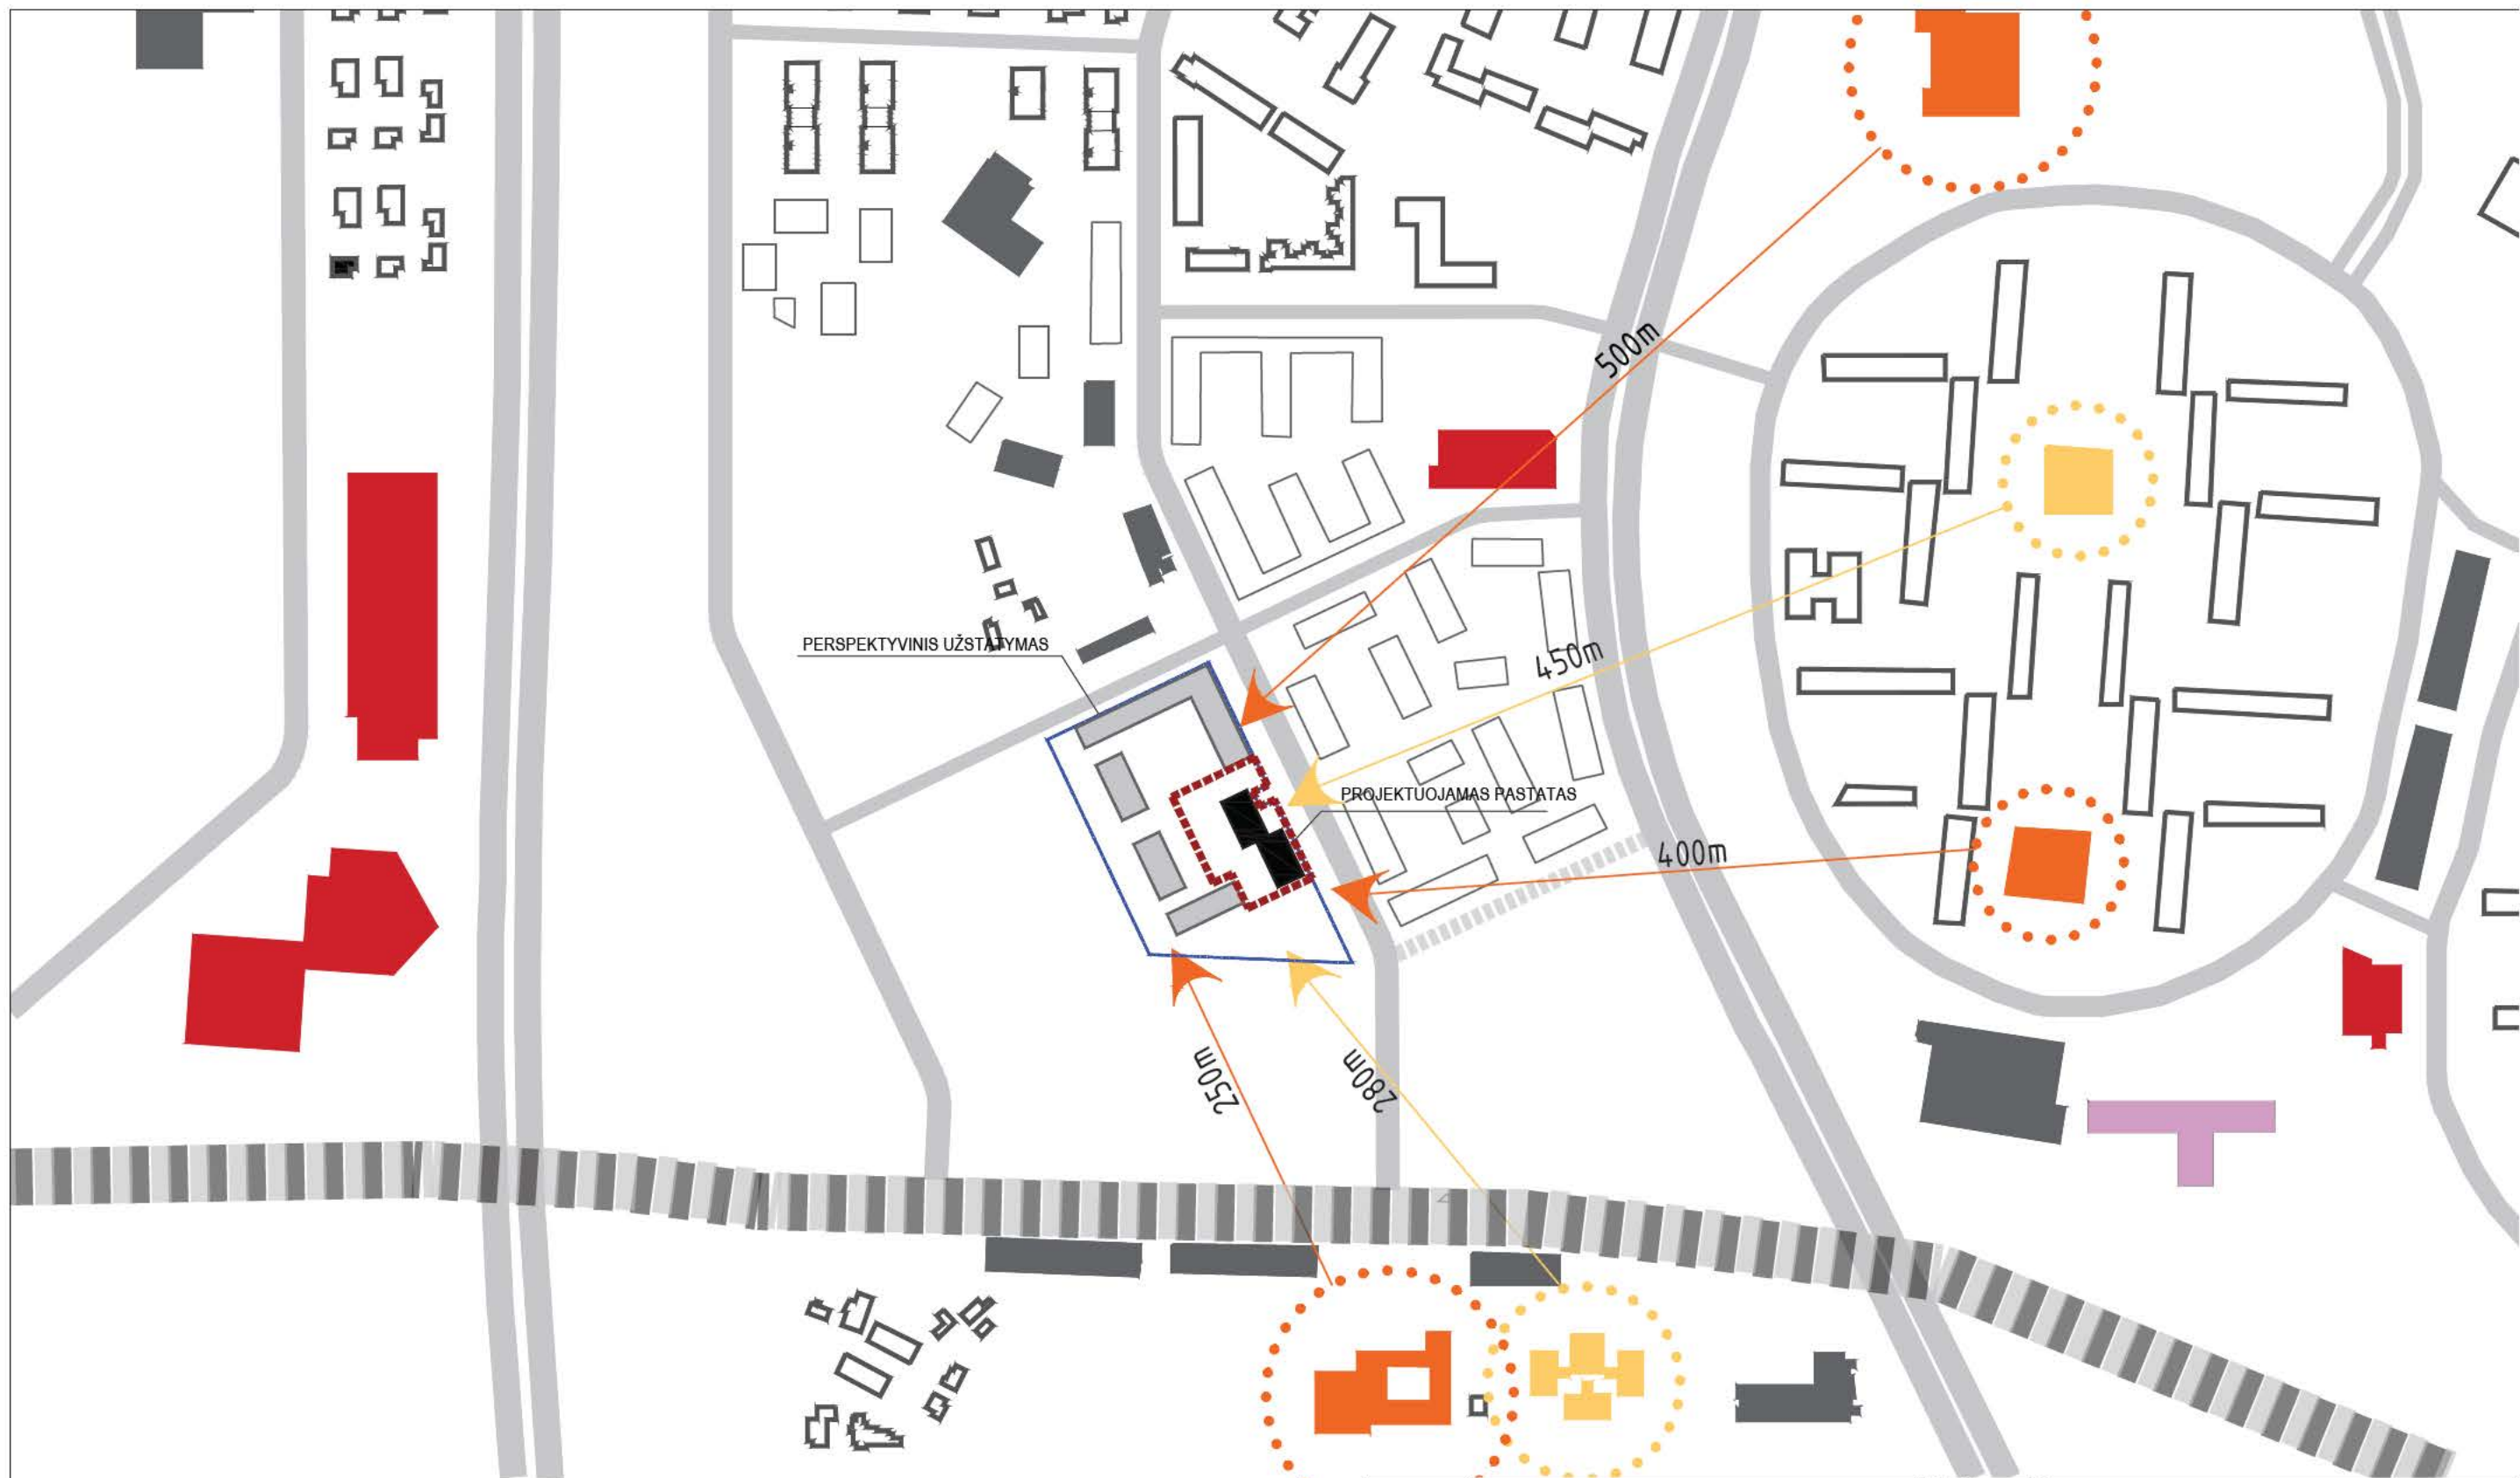 500m
PERSPEKTYVINIS UŽSTATYMAS
450m
PROJEKTUOJAMAS PASTATAS
400m
250m
280m